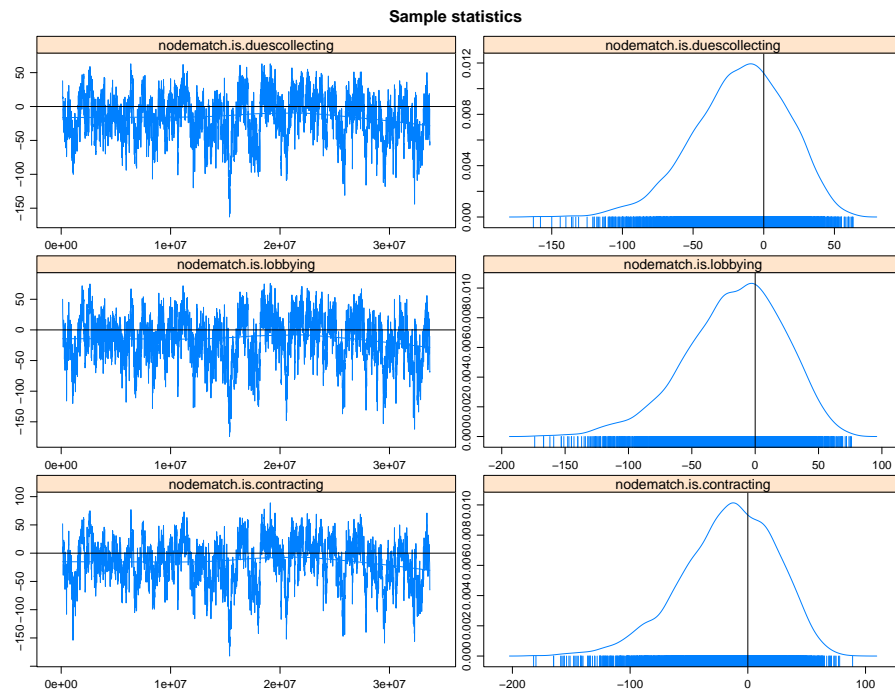 Sample statistics
nodematch.is.duescollecting
nodematch.is.duescollecting
50
0
−50
−100
−150
0e+00 1e+07 2e+07 3e+07
0.012
0.008
0.004
0.000
−150 −100 −50 0 50
nodematch.is.lobbying
nodematch.is.lobbying
50
0
−50
−100
−150
0e+00 1e+07 2e+07 3e+07
0.0000.0020.0040.0060.0080.010
−200 −150 −100 −50 0 50 100
nodematch.is.contracting
nodematch.is.contracting
100
50
0
−50
−100
−150
0e+00 1e+07 2e+07 3e+07
0.0000.0020.0040.0060.0080.010
−200 −100 0 100